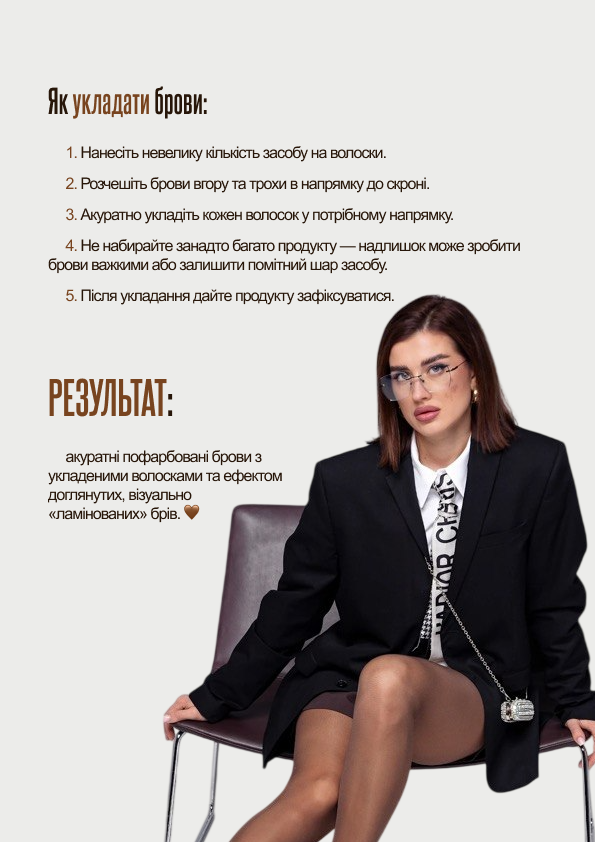 Як укладати брови:
1. Нанесіть невелику кількість засобу на волоски.
2. Розчешіть брови вгору та трохи в напрямку до скроні.
3. Акуратно укладіть кожен волосок у потрібному напрямку.
4. Не набирайте занадто багато продукту — надлишок може зробити
брови важкими або залишити помітний шар засобу.
5. Після укладання дайте продукту зафіксуватися.
РЕЗУЛЬТАТ:
акуратні пофарбовані брови з
укладеними волосками та ефектом
доглянутих, візуально
«ламінованих» брів. 🤎